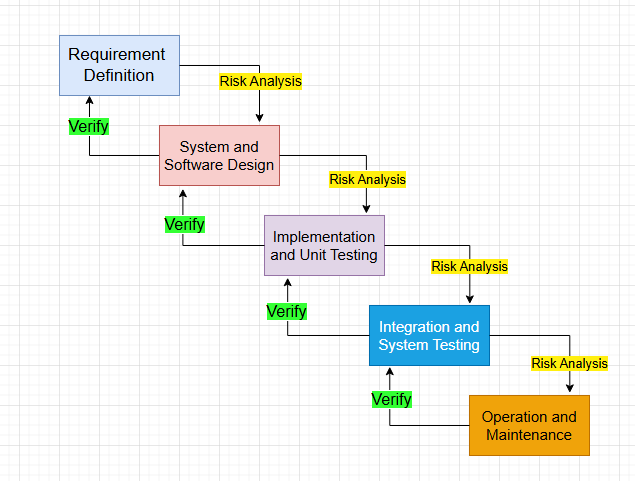 Requirement
Definition
Risk Analysis
Verify
System and
Software Design
Risk Analysis
Verify
Implementation
and Unit Testing
Risk Analysis
Verify
Integration and
System Testing
Risk Analysis
Verify
Operation and
Maintenance